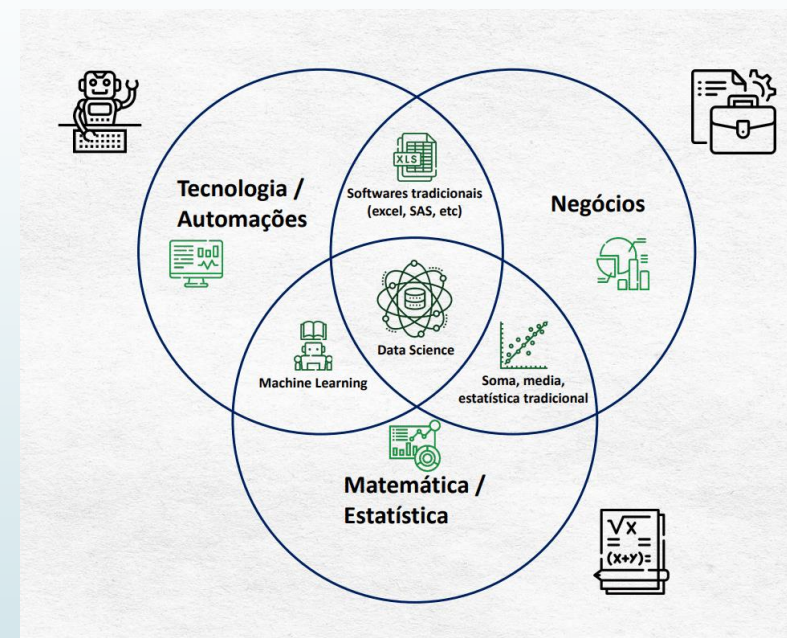 XLS
Softwares tradicionais
(excel, SAS, etc)
Tecnologia /
Automações
Negócios
Data Science
Machine Learning
Soma, media,
estatística tradicional
Matemática /
Estatística
√x
= =
(x+y)=